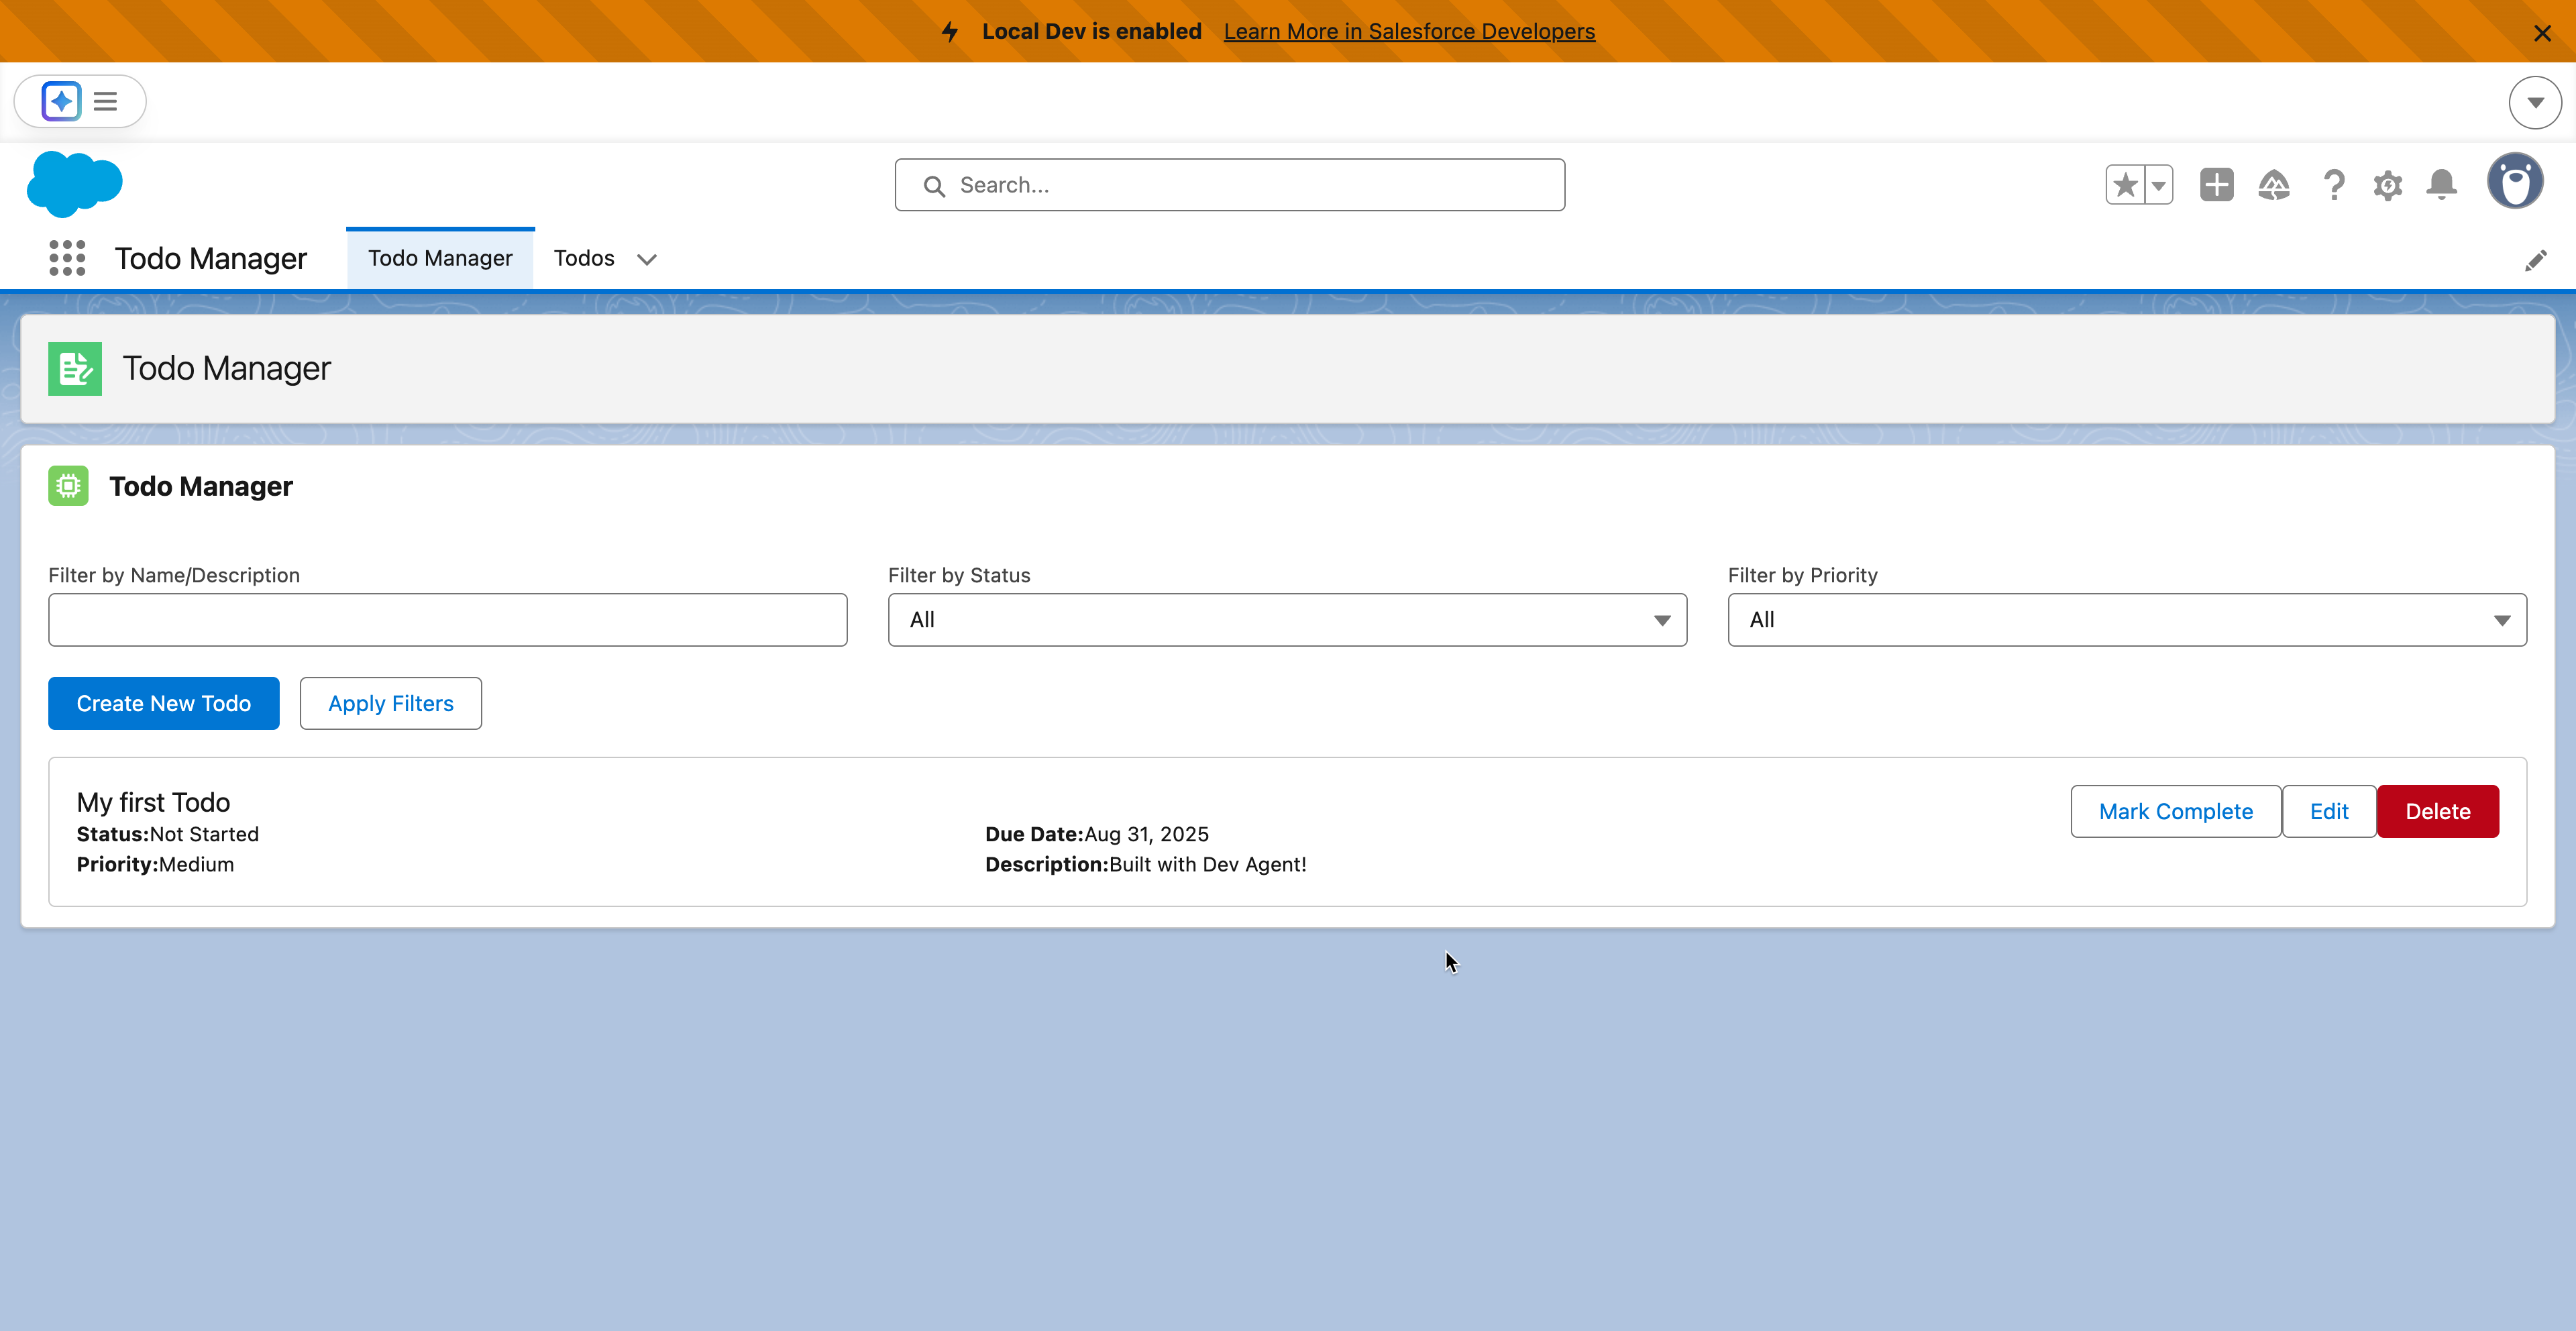 Local Dev is enabled Learn More in Salesforce Developers
Search...
Todo Manager Todo Manager Todos
Todo Manager
Todo Manager
Filter by Name/Description Filter by Status Filter by Priority
All All
Create New Todo Apply Filters
My first Todo Mark Complete Edit Delete
Status:Not Started Due Date:Aug 31, 2025
Priority:Medium Description:Built with Dev Agent!